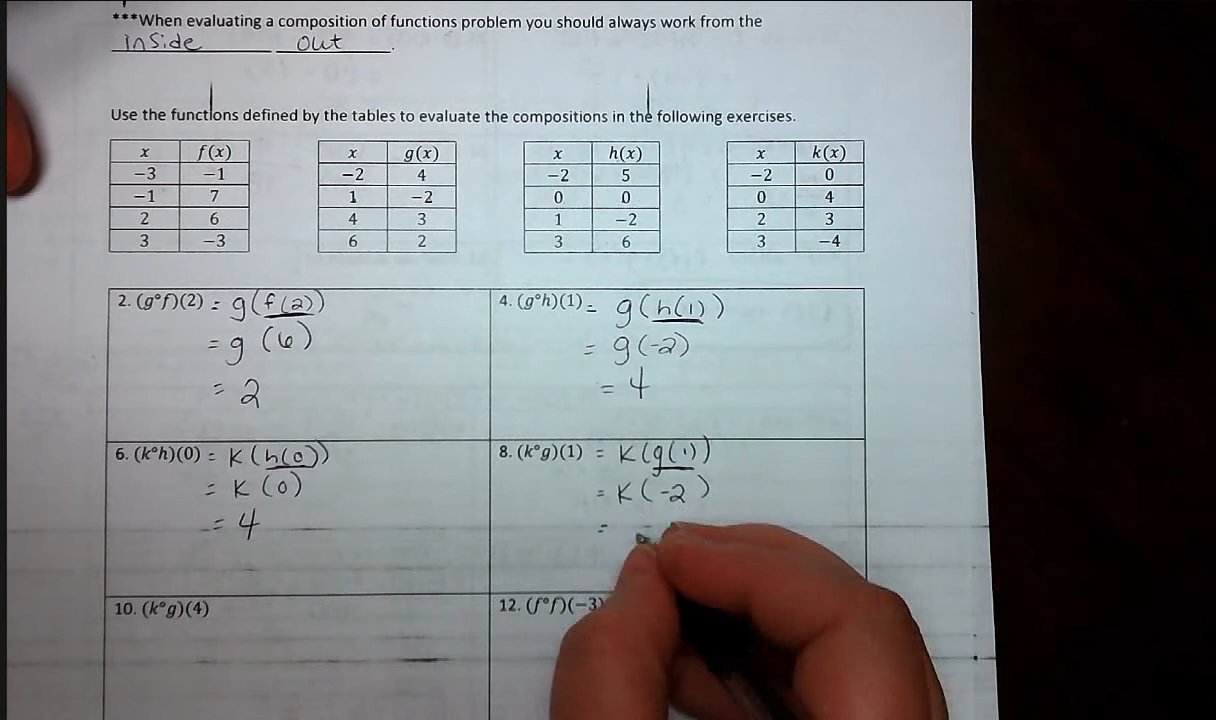 ***When evaluating a composition of functions problem you should always work from the
inside out.
Use the functions defined by the tables to evaluate the compositions in the following exercises.
x f(x) x g(x) x h(x) x k(x)
−3 −1 −2 4 −2 5 −2 0
−1 7 1 −2 0 0 0 4
2 6 4 3 1 −2 2 3
3 −3 6 2 3 6 3 −4
2. (g°f)(2) = g(f(2))
= g (6)
= 2
4. (g°h)(1) = g(h(1))
= g(-2)
= 4
6. (k°h)(0) = K(h(0))
= K(0)
= 4
8. (k°g)(1) = K(g(1))
= K(-2)
=
10. (k°g)(4)
12. (f°f)(−3)